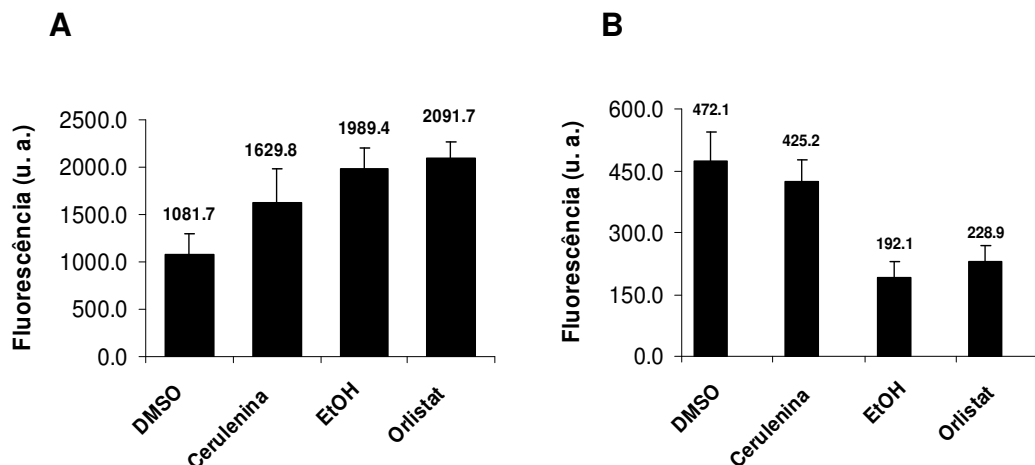 A
Fluorescência (u. a.)
2500.0
2000.0
1500.0
1000.0
500.0
0.0
1081.7
1629.8
1989.4
2091.7
DMSO
Cerulenina
EtOH
Orlistat
B
Fluorescência (u. a.)
600.0
450.0
300.0
150.0
0.0
472.1
425.2
192.1
228.9
DMSO
Cerulenina
EtOH
Orlistat